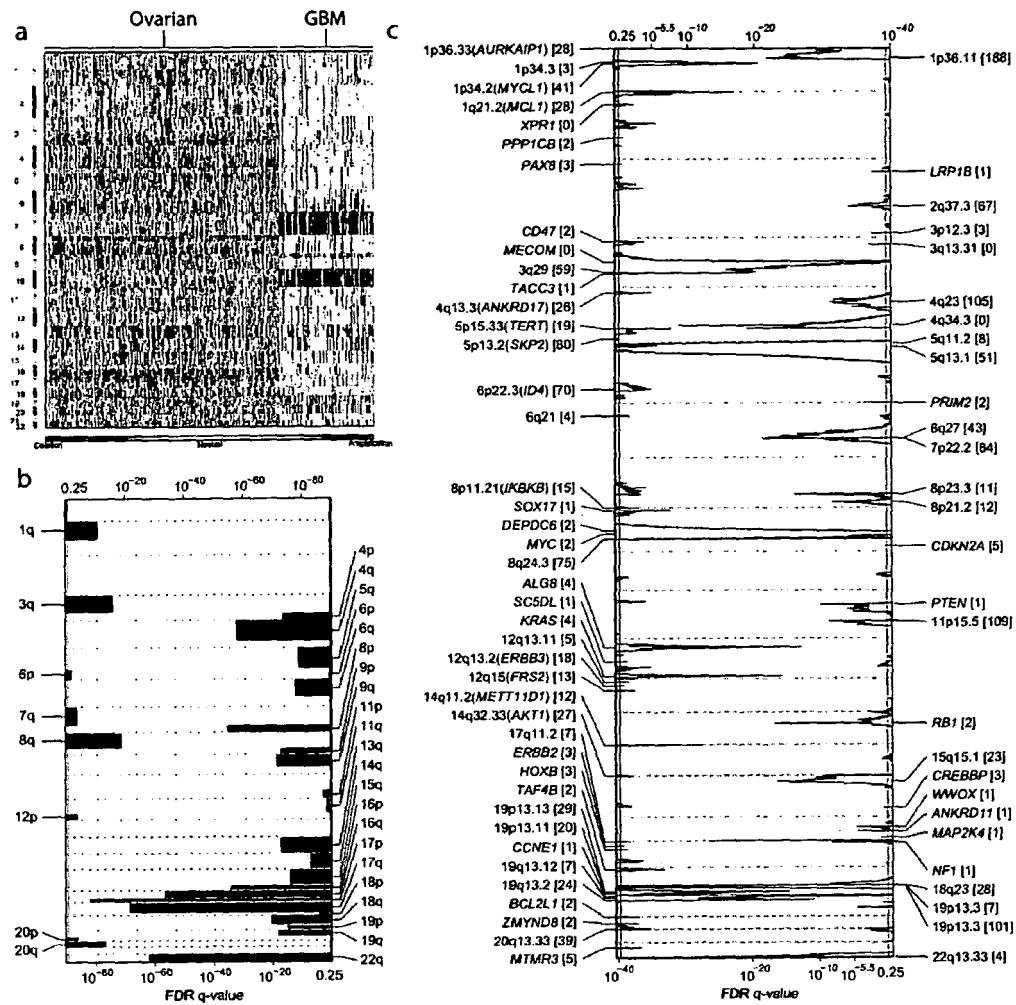 a
Ovarian
GBM
Deletion
Neutral
Amplification
b
0.25
10^-20
10^-40
10^-60
10^-80
1q
3q
6p
7q
8q
12p
20p
20q
4p
4q
5q
6p
6q
8p
9p
9q
11p
11q
13q
14q
15q
16p
16q
17p
17q
18p
18q
19p
19q
22q
10^-80
10^-60
10^-40
10^-20
0.25
FDR q-value
c
0.25
10^-5.5
10^-10
10^-20
10^-40
1p36.33(AURKAIP1) [28]
1p34.3 [3]
1p34.2(MYCL1) [41]
1q21.2(MCL1) [28]
XPR1 [0]
PPP1CB [2]
PAX8 [3]
CD47 [2]
MECOM [0]
3q29 [59]
TACC3 [1]
4q13.3(ANKRD17) [26]
5p15.33(TERT) [19]
5p13.2(SKP2) [80]
6p22.3(ID4) [70]
6q21 [4]
8p11.21(IKBKB) [15]
SOX17 [1]
DEPDC6 [2]
MYC [2]
8q24.3 [75]
ALG8 [4]
SC5DL [1]
KRAS [4]
12q13.11 [5]
12q13.2(ERBB3) [18]
12q15(FRS2) [13]
14q11.2(METT11D1) [12]
14q32.33(AKT1) [27]
17q11.2 [7]
ERBB2 [3]
HOXB [3]
TAF4B [2]
19p13.13 [29]
19p13.11 [20]
CCNE1 [1]
19q13.12 [7]
19q13.2 [24]
BCL2L1 [2]
ZMYND8 [2]
20q13.33 [39]
MTMR3 [5]
1p36.11 [188]
LRP1B [1]
2q37.3 [67]
3p12.3 [3]
3q13.31 [0]
4q23 [105]
4q34.3 [0]
5q11.2 [8]
5q13.1 [51]
PRIM2 [2]
6q27 [43]
7p22.2 [84]
8p23.3 [11]
8p21.2 [12]
CDKN2A [5]
PTEN [1]
11p15.5 [109]
RB1 [2]
15q15.1 [23]
CREBBP [3]
WWOX [1]
ANKRD11 [1]
MAP2K4 [1]
NF1 [1]
18q23 [28]
19p13.3 [7]
19p13.3 [101]
22q13.33 [4]
10^-40
10^-20
10^-10
10^-5.5
0.25
FDR q-value